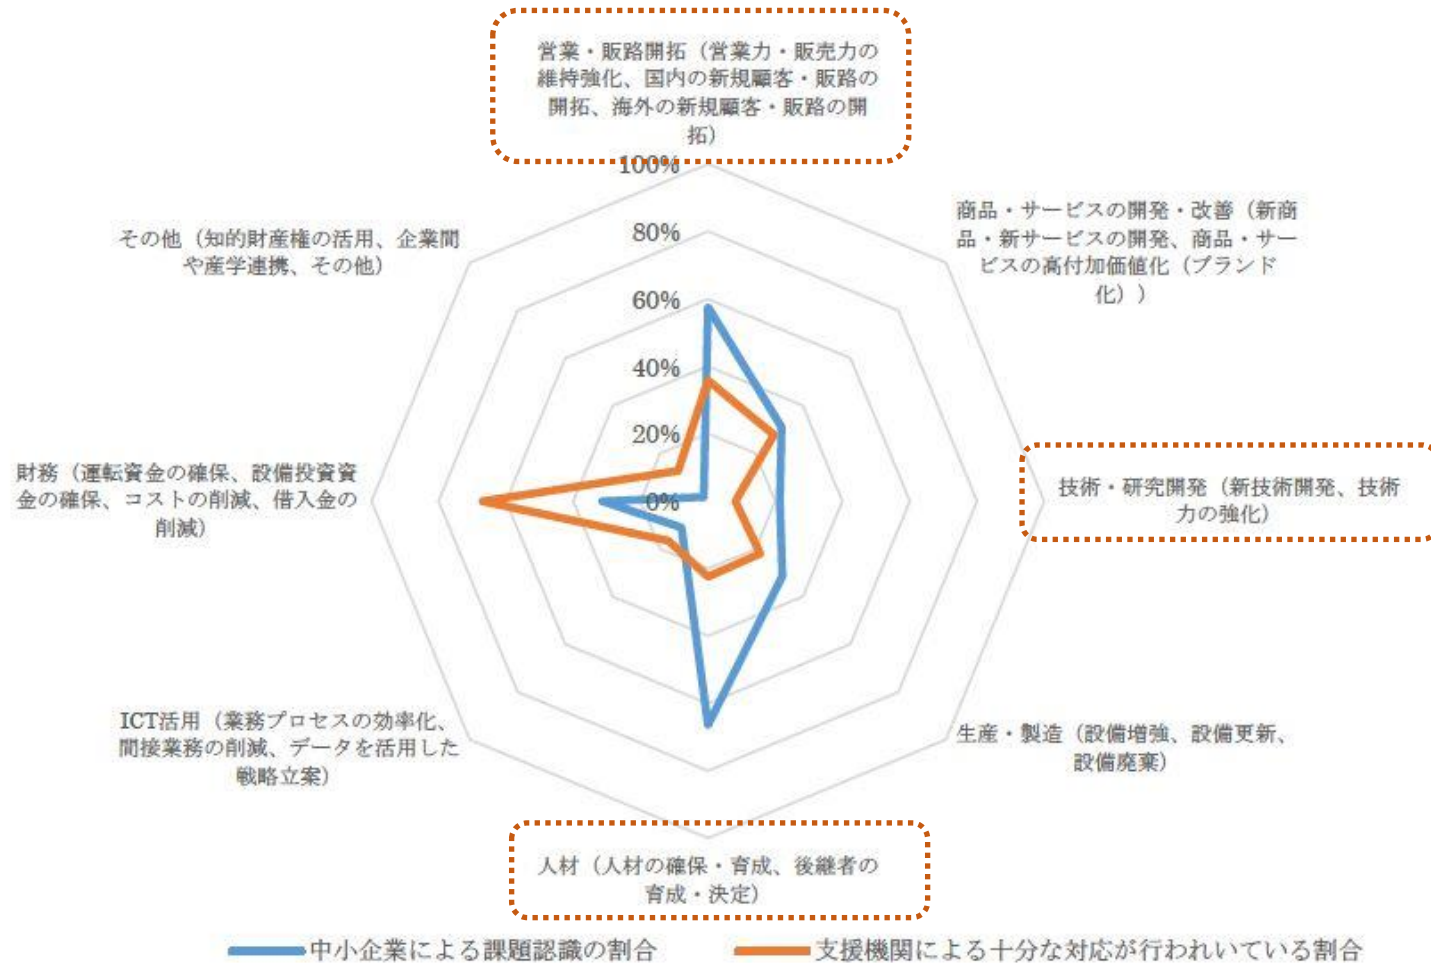 営業・販路開拓（営業力・販売力の
維持強化、国内の新規顧客・販路の
開拓、海外の新規顧客・販路の開
拓）
100%
80%
60%
40%
20%
0%
商品・サービスの開発・改善（新商
品・新サービスの開発、商品・サー
ビスの高付加価値化（ブランド
化））
技術・研究開発（新技術開発、技術
力の強化）
生産・製造（設備増強、設備更新、
設備廃棄）
人材（人材の確保・育成、後継者の
育成・決定）
ICT活用（業務プロセスの効率化、
間接業務の削減、データを活用した
戦略立案）
財務（運転資金の確保、設備投資資
金の確保、コストの削減、借入金の
削減）
その他（知的財産権の活用、企業間
や産学連携、その他）
中小企業による課題認識の割合
支援機関による十分な対応が行われいている割合